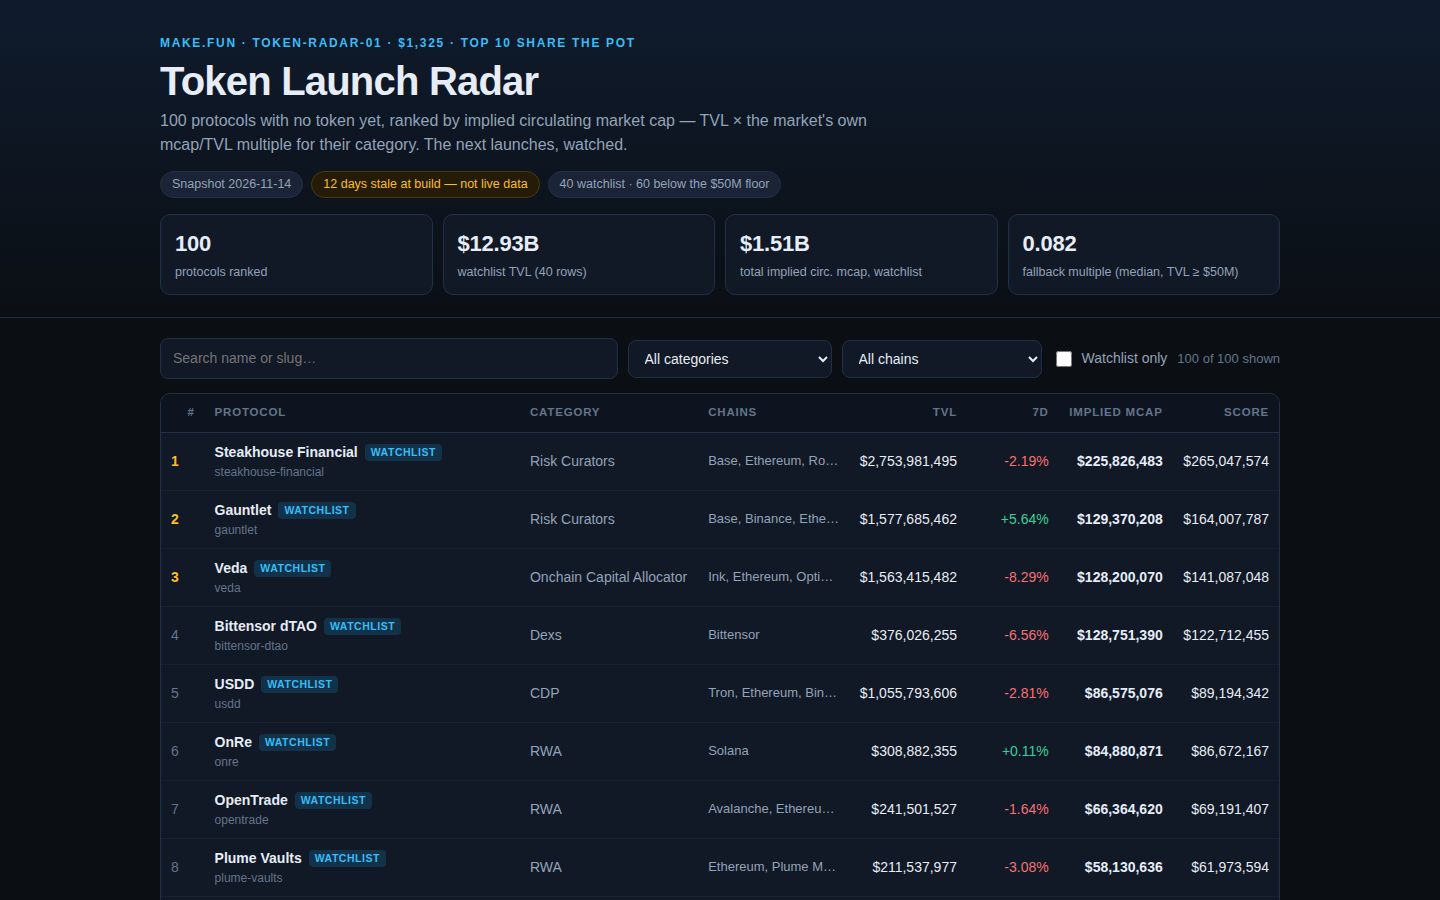 MAKE.FUN · TOKEN-RADAR-01 · $1,325 · TOP 10 SHARE THE POT
Token Launch Radar
100 protocols with no token yet, ranked by implied circulating market cap — TVL × the market's own
mcap/TVL multiple for their category. The next launches, watched.
Snapshot 2026-11-14 12 days stale at build — not live data 40 watchlist · 60 below the $50M floor
100 $12.93B $1.51B 0.082
protocols ranked watchlist TVL (40 rows) total implied circ. mcap, watchlist fallback multiple (median, TVL ≥ $50M)
Search name or slug… All categories All chains Watchlist only 100 of 100 shown
# PROTOCOL CATEGORY CHAINS TVL 7D IMPLIED MCAP SCORE
1 Steakhouse Financial WATCHLIST Risk Curators Base, Ethereum, Ro… $2,753,981,495 -2.19% $225,826,483 $265,047,574
steakhouse-financial
2 Gauntlet WATCHLIST Risk Curators Base, Binance, Ethe… $1,577,685,462 +5.64% $129,370,208 $164,007,787
gauntlet
3 Veda WATCHLIST Onchain Capital Allocator Ink, Ethereum, Opti… $1,563,415,482 -8.29% $128,200,070 $141,087,048
veda
4 Bittensor dTAO WATCHLIST Dexs Bittensor $376,026,255 -6.56% $128,751,390 $122,712,455
bittensor-dtao
5 USDD WATCHLIST CDP Tron, Ethereum, Bin… $1,055,793,606 -2.81% $86,575,076 $89,194,342
usdd
6 OnRe WATCHLIST RWA Solana $308,882,355 +0.11% $84,880,871 $86,672,167
onre
7 OpenTrade WATCHLIST RWA Avalanche, Ethereu… $241,501,527 -1.64% $66,364,620 $69,191,407
opentrade
8 Plume Vaults WATCHLIST RWA Ethereum, Plume M… $211,537,977 -3.08% $58,130,636 $61,973,594
plume-vaults